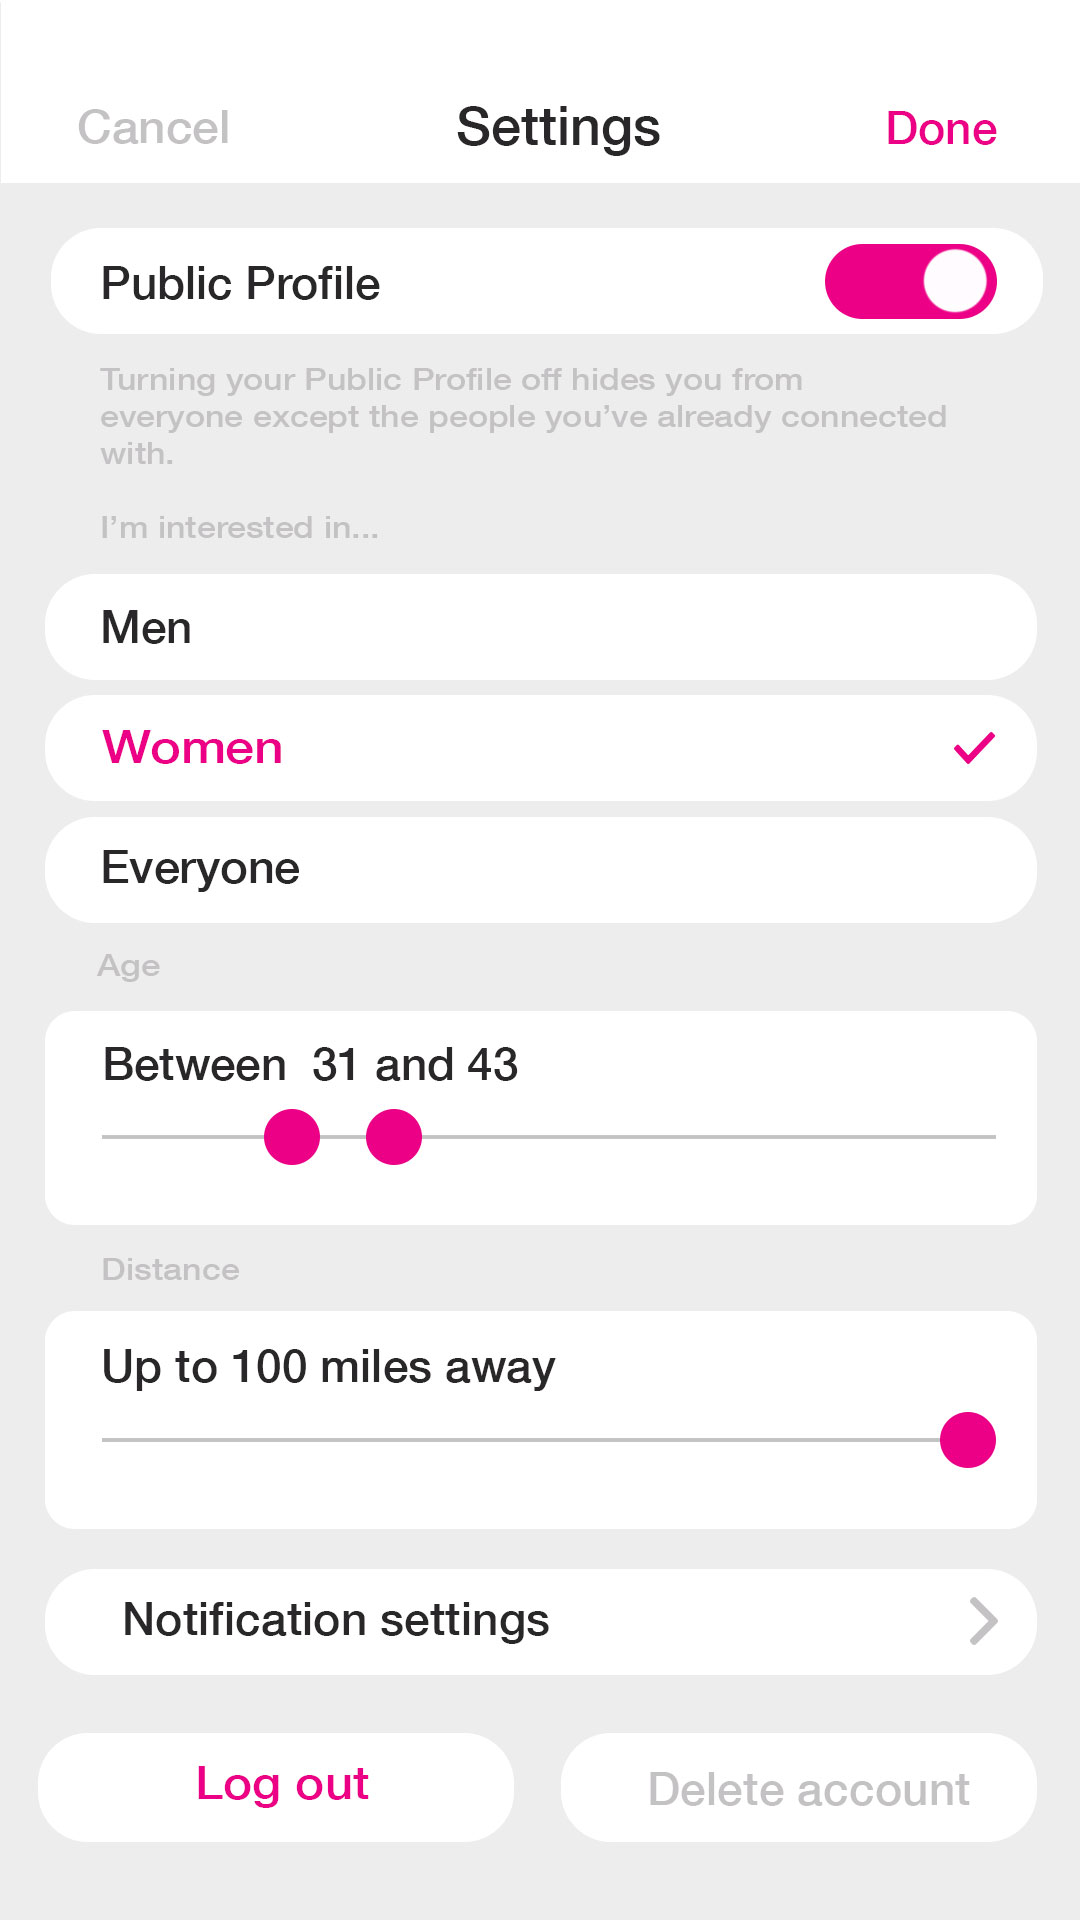 Cancel Settings Done
Public Profile
Turning your Public Profile off hides you from
everyone except the people you’ve already connected
with.
I’m interested in...
Men
Women
Everyone
Age
Between  31 and 43
Distance
Up to 100 miles away
Notification settings
Log out Delete account